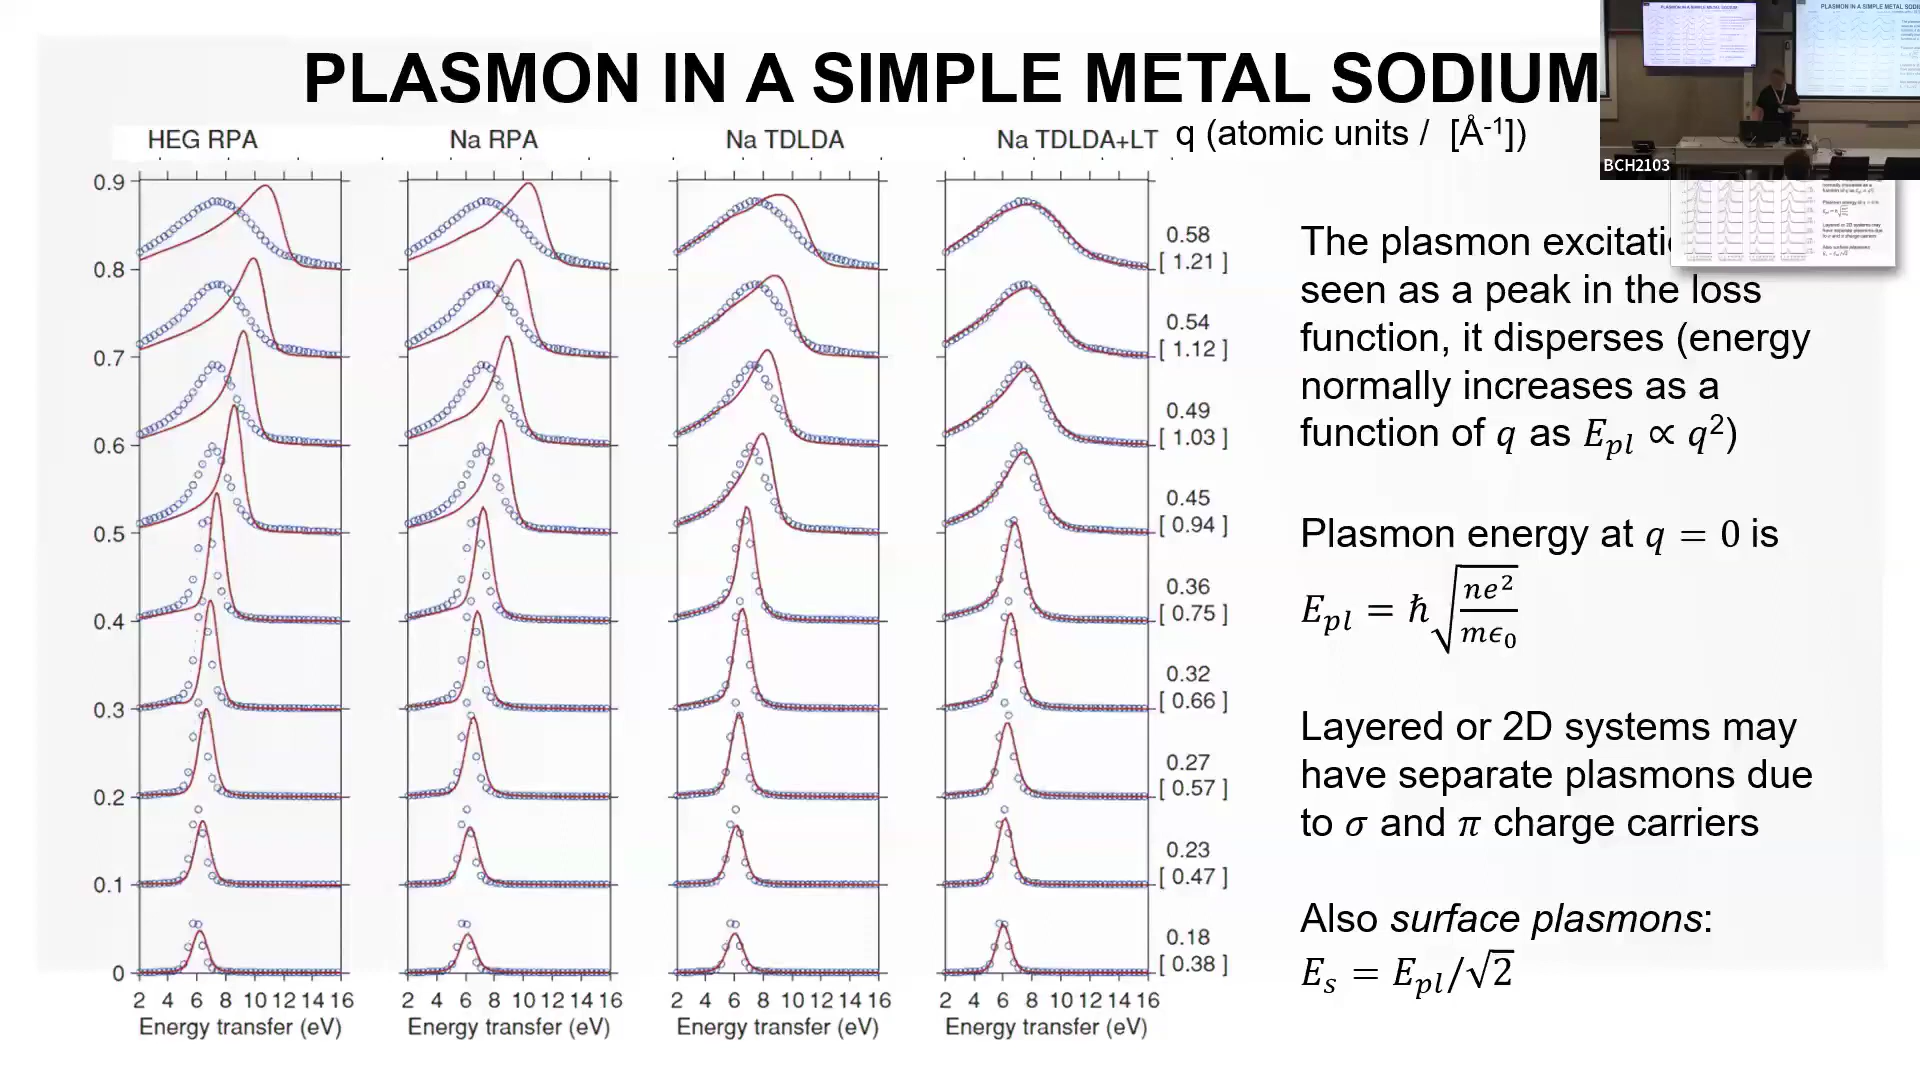 PLASMON IN A SIMPLE METAL SODIUM
BCH2103
HEG RPA
Na RPA
Na TDLDA
Na TDLDA+LT
q (atomic units / [Å⁻¹])
0.9
0.8
0.7
0.6
0.5
0.4
0.3
0.2
0.1
0
0.58
[ 1.21 ]
0.54
[ 1.12 ]
0.49
[ 1.03 ]
0.45
[ 0.94 ]
0.36
[ 0.75 ]
0.32
[ 0.66 ]
0.27
[ 0.57 ]
0.23
[ 0.47 ]
0.18
[ 0.38 ]
2 4 6 8 10 12 14 16
2 4 6 8 10 12 14 16
2 4 6 8 10 12 14 16
2 4 6 8 10 12 14 16
Energy transfer (eV)
Energy transfer (eV)
Energy transfer (eV)
Energy transfer (eV)
The plasmon
seen as a peak in the loss
function, it disperses (energy
normally increases as a
function of q as E_pl ∝ q²)
Plasmon energy at q = 0 is
E_pl = ℏ√(ne²/mϵ₀)
Layered or 2D systems may
have separate plasmons due
to σ and π charge carriers
Also surface plasmons:
E_s = E_pl/√2